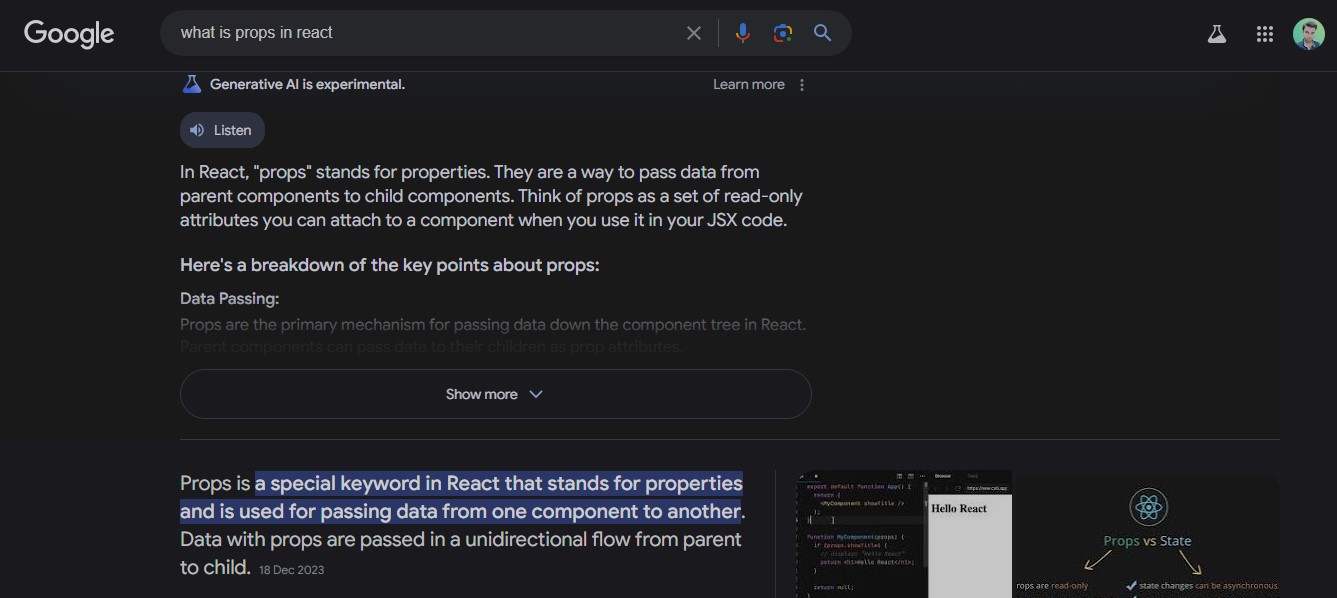 Google
what is props in react
Generative AI is experimental.
Learn more
Listen
In React, "props" stands for properties. They are a way to pass data from
parent components to child components. Think of props as a set of read-only
attributes you can attach to a component when you use it in your JSX code.
Here's a breakdown of the key points about props:
Data Passing:
Props are the primary mechanism for passing data down the component tree in React.
Parent components can pass data to their children as prop attributes.
Show more
Props is a special keyword in React that stands for properties
and is used for passing data from one component to another.
Data with props are passed in a unidirectional flow from parent
to child. 18 Dec 2023
export default function App() {
return (
<MyComponent showTitle />
);
}
function MyComponent(props) {
if (props.showTitle) {
// displays "Hello React"
return <h1>Hello React</h1>;
}
return null;
Browser
Hello React
Props vs State
rops are read-only
state changes can be asynchronous